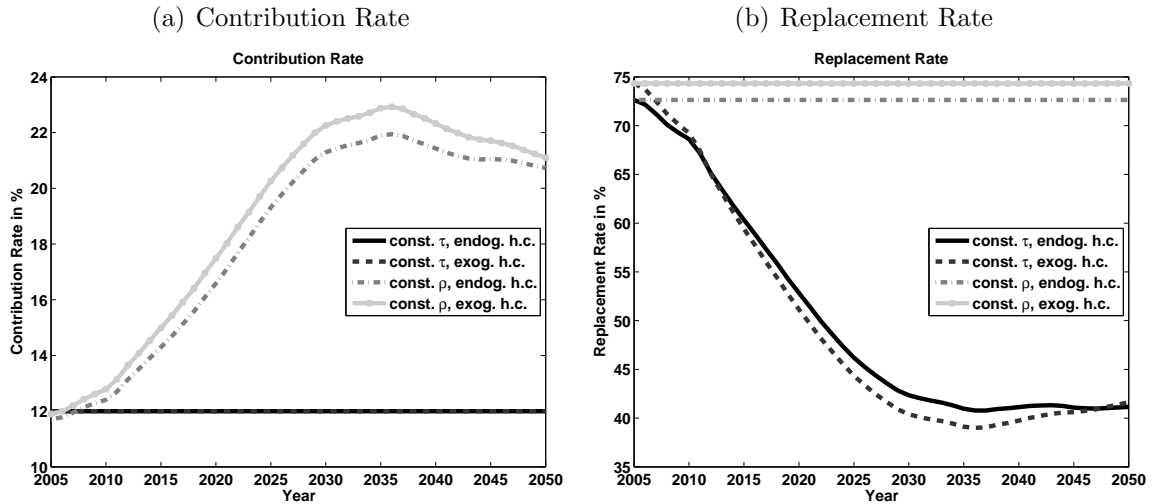 (a) Contribution Rate
Contribution Rate
24
22
20
18
16
14
12
10
Contribution Rate in %
const. τ, endog. h.c.
const. τ, exog. h.c.
const. ρ, endog. h.c.
const. ρ, exog. h.c.
2005 2010 2015 2020 2025 2030 2035 2040 2045 2050
Year
(b) Replacement Rate
Replacement Rate
75
70
65
60
55
50
45
40
35
Replacement Rate in %
const. τ, endog. h.c.
const. τ, exog. h.c.
const. ρ, endog. h.c.
const. ρ, exog. h.c.
2005 2010 2015 2020 2025 2030 2035 2040 2045 2050
Year